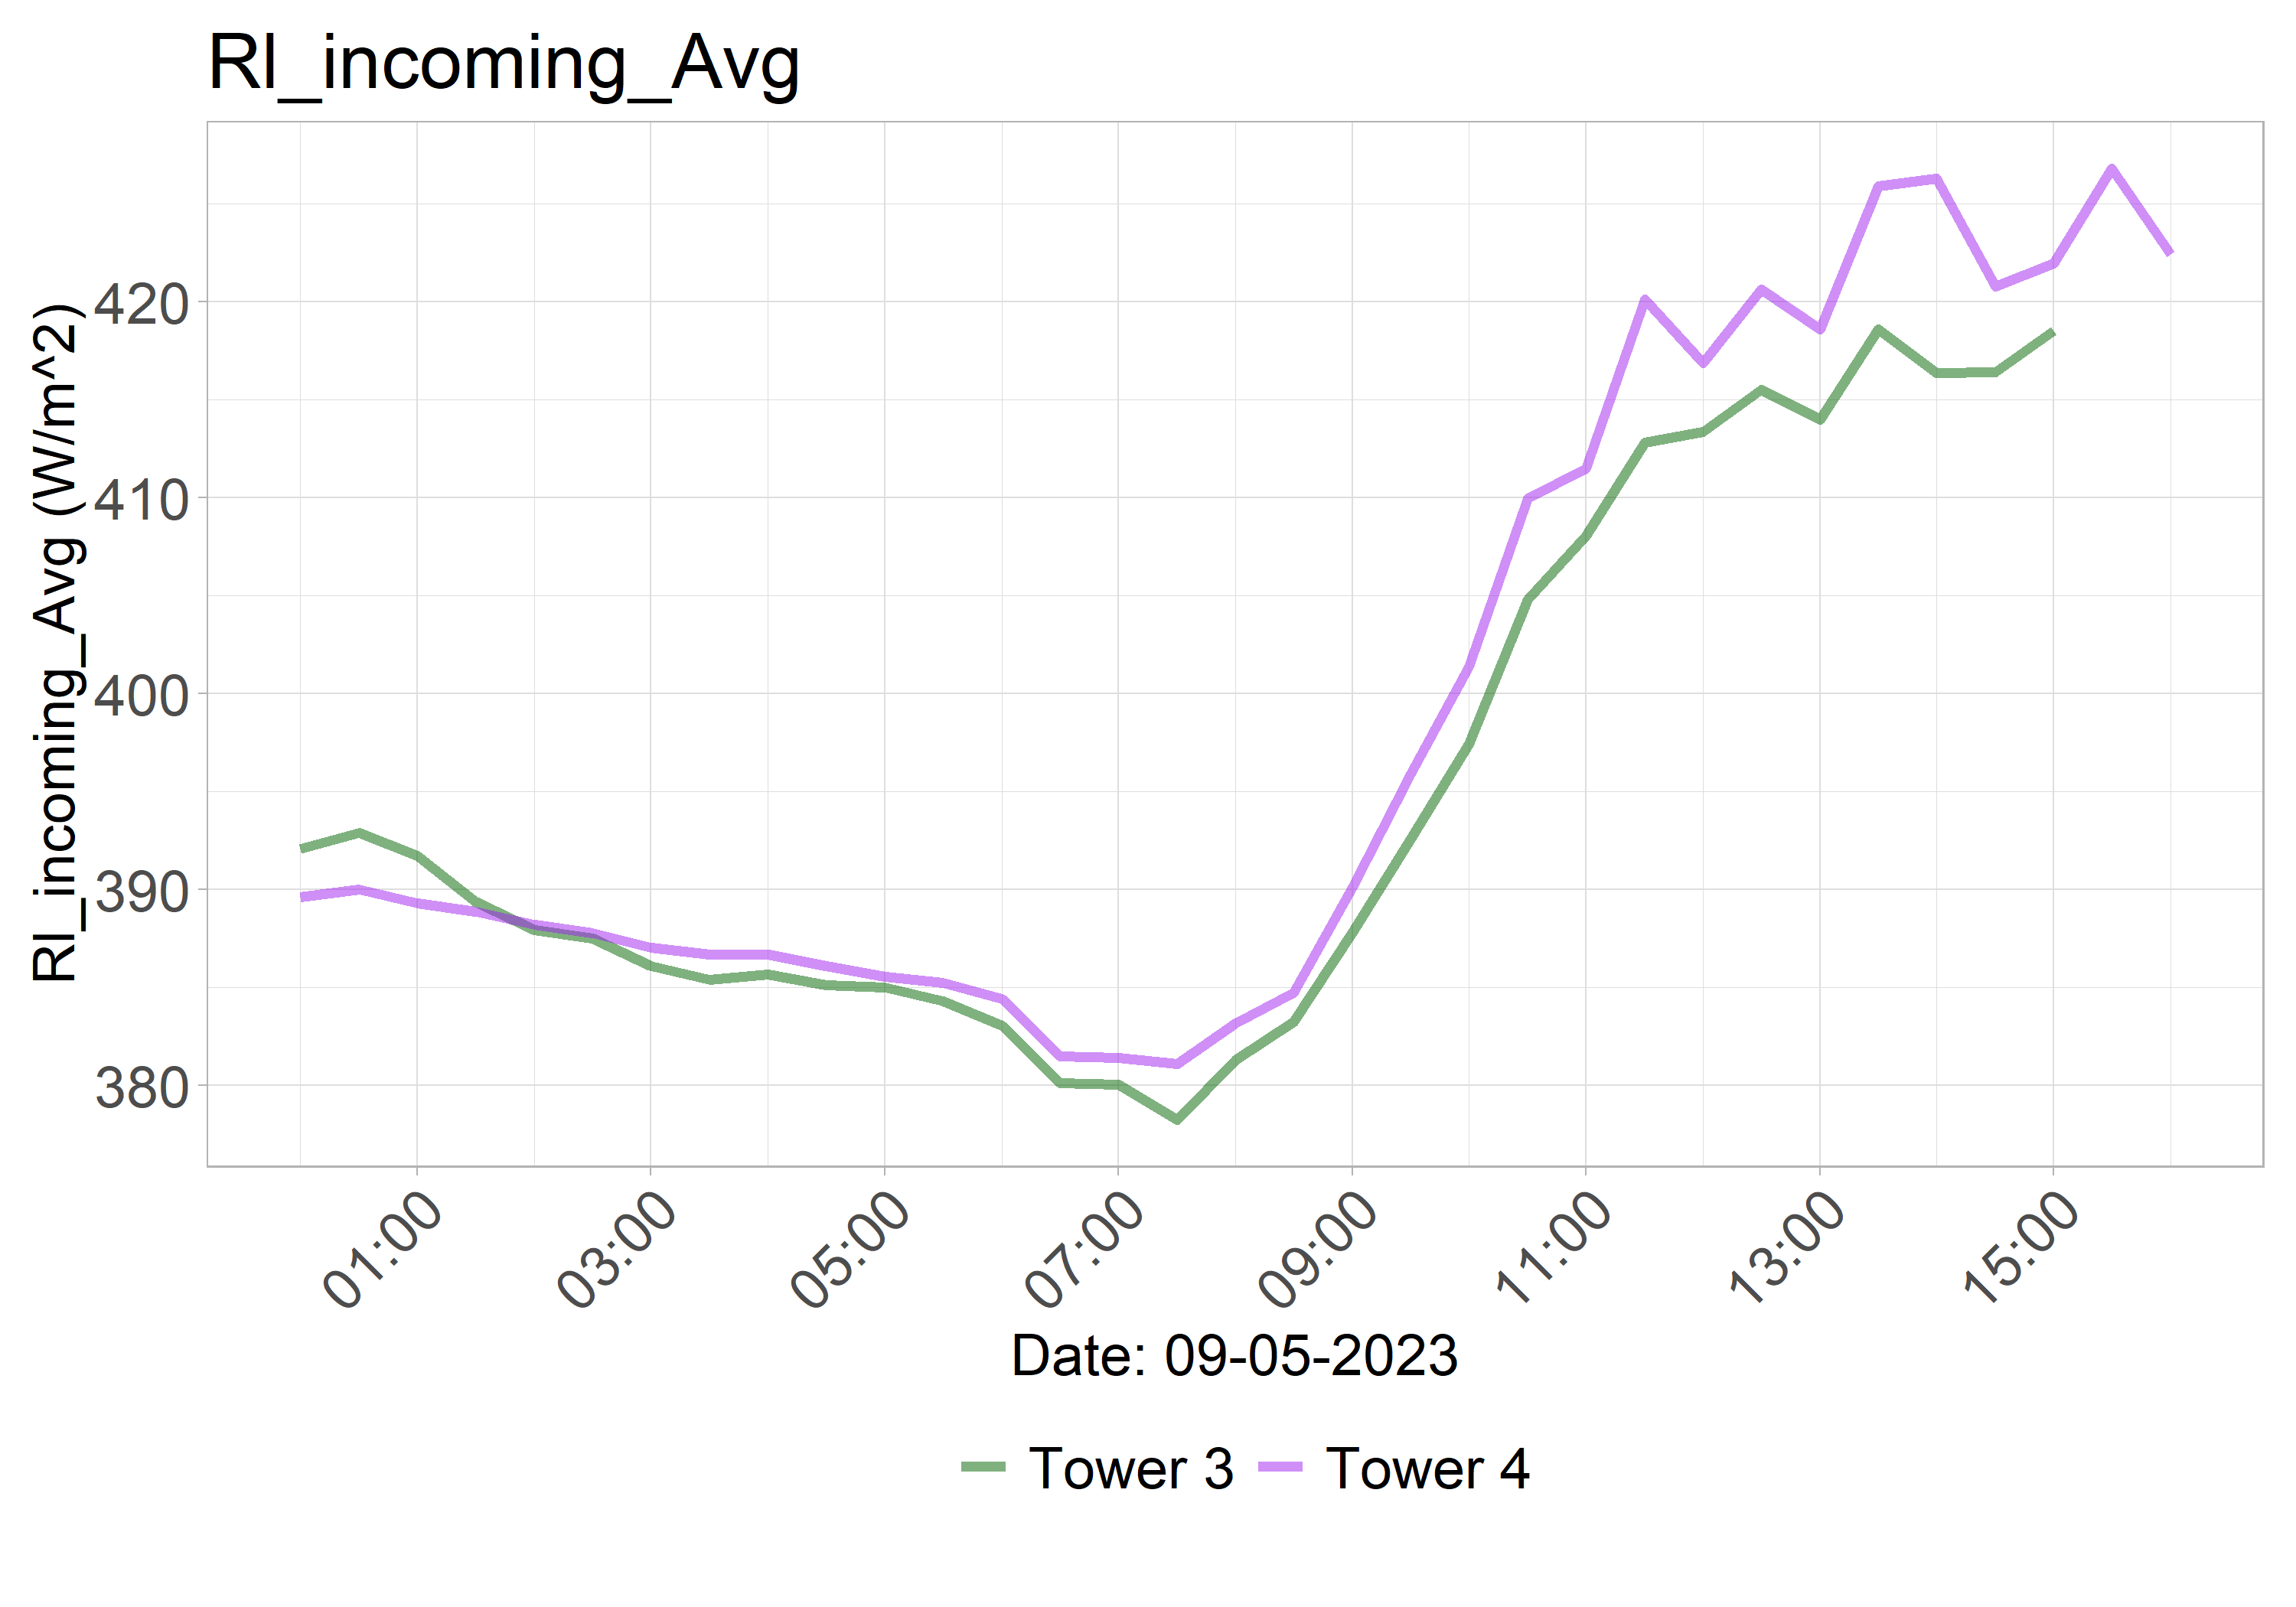 Rl_incoming_Avg
Rl_incoming_Avg (W/m^2)
420
410
400
390
380
01:00
03:00
05:00
07:00
09:00
11:00
13:00
15:00
Date: 09-05-2023
Tower 3
Tower 4